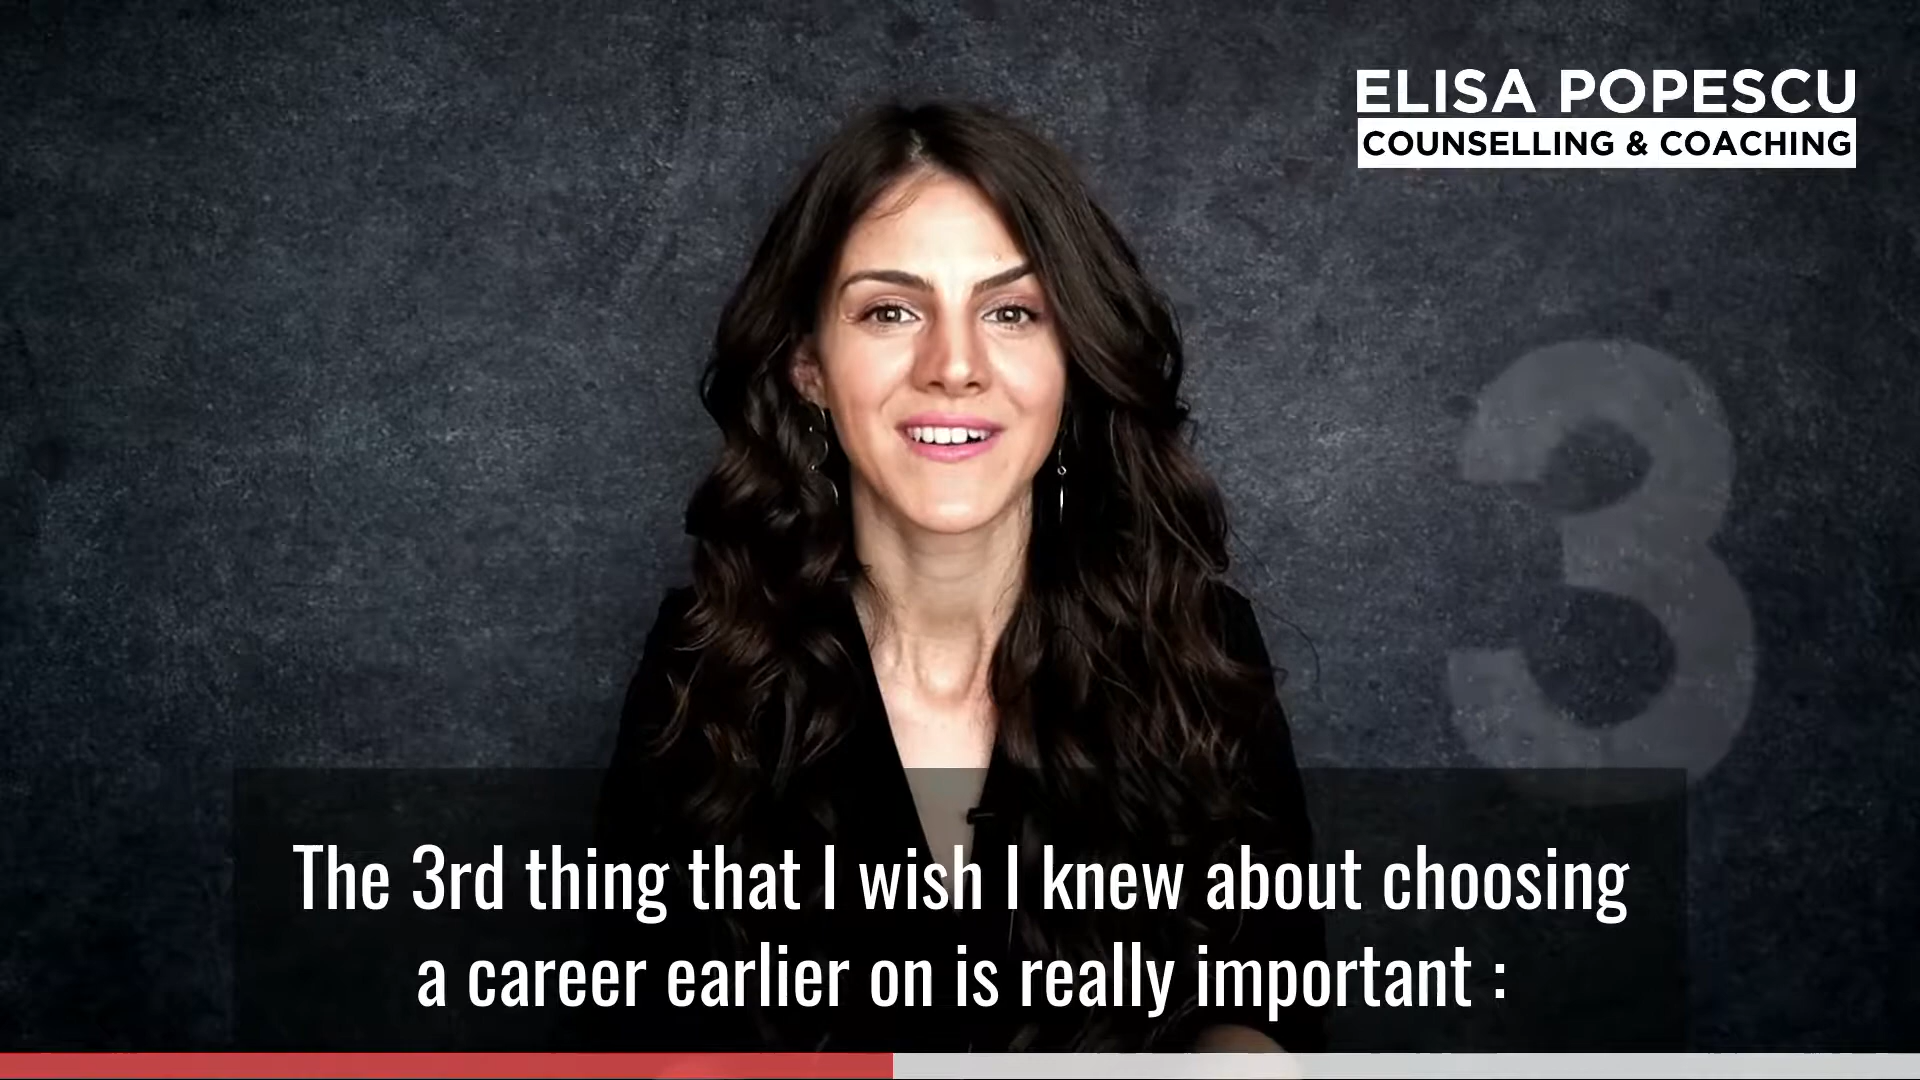 ELISA POPESCU
COUNSELLING & COACHING
3
The 3rd thing that I wish I knew about choosing
a career earlier on is really important :